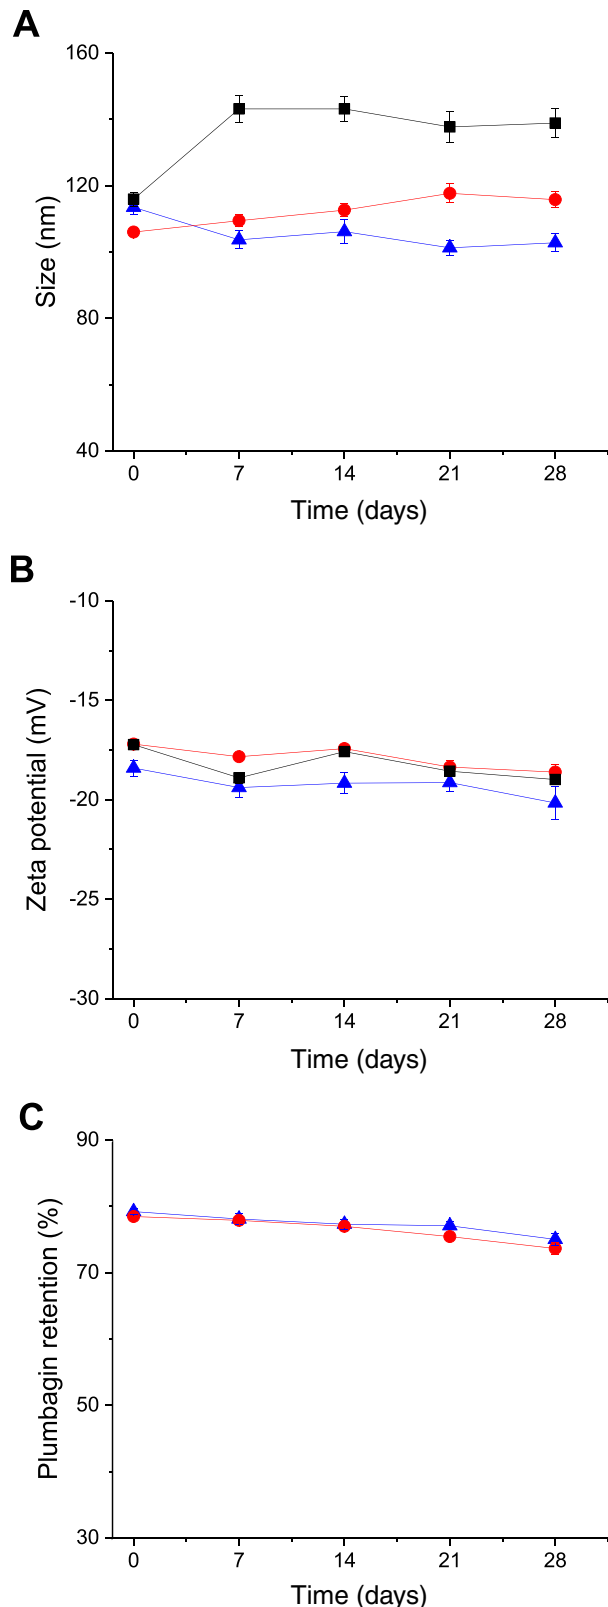 A
160
120
80
40
Size (nm)
0 7 14 21 28
Time (days)
B
-10
-15
-20
-25
-30
Zeta potential (mV)
0 7 14 21 28
Time (days)
C
90
70
50
30
Plumbagin retention (%)
0 7 14 21 28
Time (days)